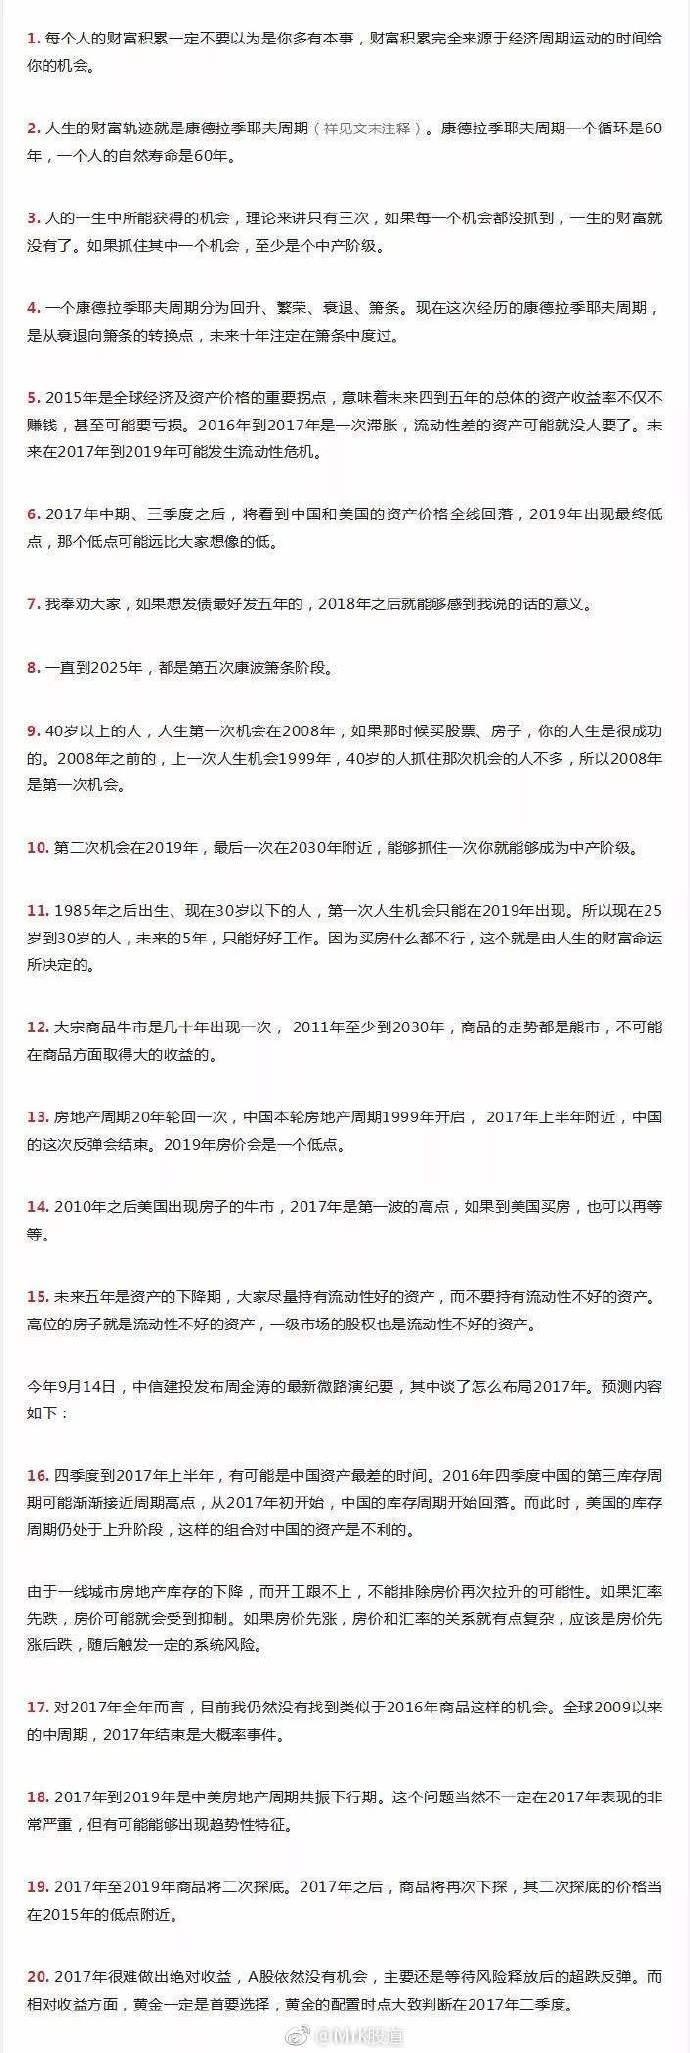 1. 每个人的财富积累一定不要以为是你多有本事，财富积累完全来源于经济周期运动的时间给
你的机会。
2. 人生的财富轨迹就是康德拉季耶夫周期（祥见文末注释）。康德拉季耶夫周期一个循环是60
年，一个人的自然寿命是60年。
3. 人的一生中所能获得的机会，理论来讲只有三次，如果每一个机会都没抓到，一生的财富就
没有了。如果抓住其中一个机会，至少是个中产阶级。
4. 一个康德拉季耶夫周期分为回升、繁荣、衰退、箫条。现在这次经历的康德拉季耶夫周期，
是从衰退向箫条的转换点，未来十年注定在箫条中度过。
5. 2015年是全球经济及资产价格的重要拐点，意味着未来四到五年的总体的资产收益率不仅不
赚钱，甚至可能要亏损。2016年到2017年是一次滞胀，流动性差的资产可能就没人要了。未
来在2017年到2019年可能发生流动性危机。
6. 2017年中期、三季度之后，将看到中国和美国的资产价格全线回落，2019年出现最终低
点，那个低点可能远比大家想像的低。
7. 我奉劝大家，如果想发债最好发五年的，2018年之后就能够感到我说的话的意义。
8. 一直到2025年，都是第五次康波箫条阶段。
9. 40岁以上的人，人生第一次机会在2008年，如果那时候买股票、房子，你的人生是很成功
的。2008年之前的，上一次人生机会1999年，40岁的人抓住那次机会的人不多，所以2008年
是第一次机会。
10. 第二次机会在2019年，最后一次在2030年附近，能够抓住一次你就能够成为中产阶级。
11. 1985年之后出生、现在30岁以下的人，第一次人生机会只能在2019年出现。所以现在25
岁到30岁的人，未来的5年，只能好好工作。因为买房什么都不行，这个就是由人生的财富命运
所决定的。
12. 大宗商品牛市是几十年出现一次， 2011年至少到2030年，商品的走势都是熊市，不可能
在商品方面取得大的收益的。
13. 房地产周期20年轮回一次，中国本轮房地产周期1999年开启， 2017年上半年附近，中国
的这次反弹会结束。2019年房价会是一个低点。
14. 2010年之后美国出现房子的牛市，2017年是第一波的高点，如果到美国买房，也可以再等
等。
15. 未来五年是资产的下降期，大家尽量持有流动性好的资产，而不要持有流动性不好的资产。
高位的房子就是流动性不好的资产，一级市场的股权也是流动性不好的资产。
今年9月14日，中信建投发布周金涛的最新微路演纪要，其中谈了怎么布局2017年。预测内容
如下：
16. 四季度到2017年上半年，有可能是中国资产最差的时间。2016年四季度中国的第三库存周
期可能渐渐接近周期高点，从2017年初开始，中国的库存周期开始回落。而此时，美国的库存
周期仍处于上升阶段，这样的组合对中国的资产是不利的。
由于一线城市房地产库存的下降，而开工跟不上，不能排除房价再次拉升的可能性。如果汇率
先跌，房价可能就会受到抑制。如果房价先涨，房价和汇率的关系就有点复杂，应该是房价先
涨后跌，随后触发一定的系统风险。
17. 对2017年全年而言，目前我仍然没有找到类似于2016年商品这样的机会。全球2009以来
的中周期，2017年结束是大概率事件。
18. 2017年到2019年是中美房地产周期共振下行期。这个问题当然不一定在2017年表现的非
常严重，但有可能能够出现趋势性特征。
19. 2017年至2019年商品将二次探底。2017年之后，商品将再次下探，其二次探底的价格当
在2015年的低点附近。
20. 2017年很难做出绝对收益，A股依然没有机会，主要还是等待风险释放后的超跌反弹。而
相对收益方面，黄金一定是首要选择，黄金的配置时点大致判断在2017年二季度。
@MrK股道